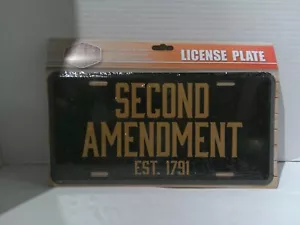 LICENSE PLATE
SECOND
AMENDMENT
EST. 1791